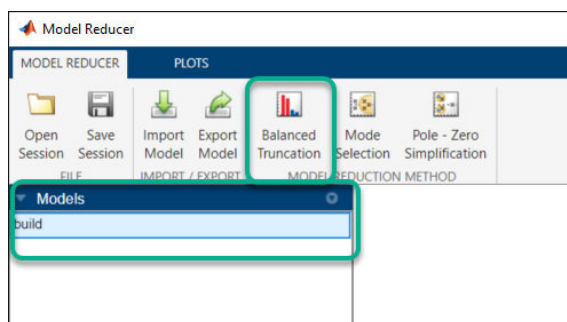 Model Reducer
MODEL REDUCER PLOTS
Open Save Import Export Balanced Mode Pole - Zero
Session Session Model Model Truncation Selection Simplification
FILE IMPORT / EXPORT MODEL REDUCTION METHOD
Models
build